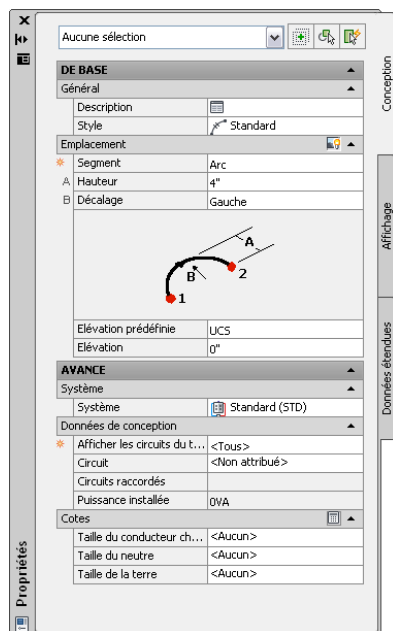 Aucune sélection
DE BASE
Général
Description
Style Standard
Emplacement
Segment Arc
A Hauteur 4"
B Décalage Gauche
A
B
2
1
Elévation prédéfinie UCS
Elévation 0"
AVANCE
Système
Système Standard (STD)
Données de conception
Afficher les circuits du t... <Tous>
Circuit <Non attribué>
Circuits raccordés
Puissance installée 0VA
Cotes
Taille du conducteur ch... <Aucun>
Taille du neutre <Aucun>
Taille de la terre <Aucun>
Conception
Affichage
Données étendues
Propriétés